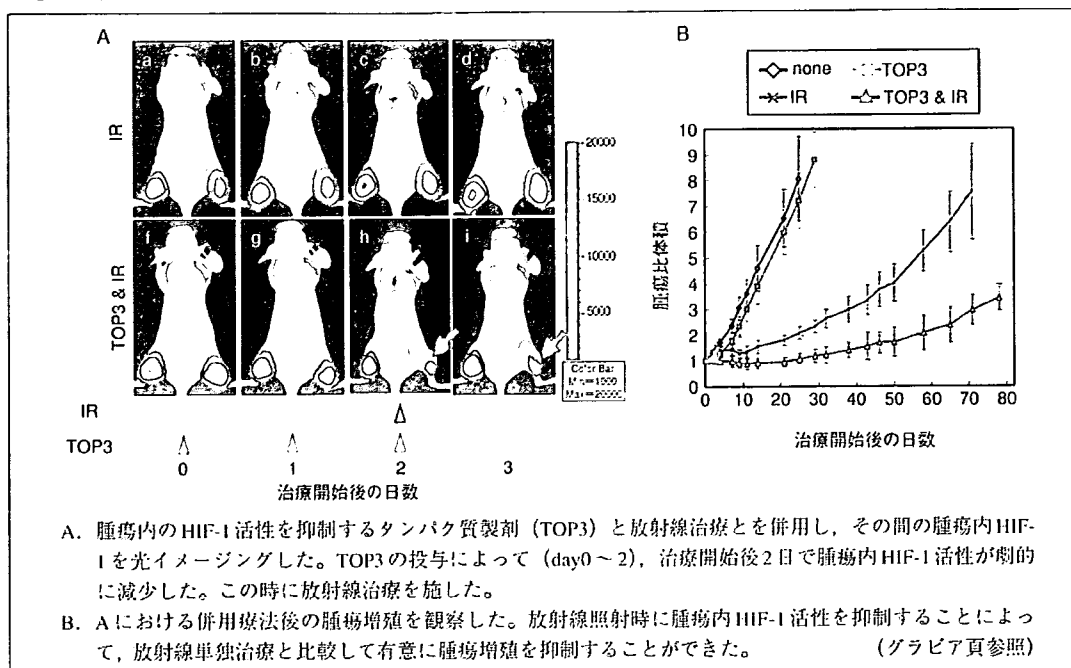 A
a
b
c
d
IR
f
g
h
i
TOP3 & IR
20000
15000
10000
5000
Color Bar
Min=1000
Max=20000
IR
TOP3
0
1
2
3
治療開始後の日数
B
none
TOP3
IR
TOP3 & IR
10
9
8
7
6
5
4
3
2
1
0
腫瘍比体積
0
10
20
30
40
50
60
70
80
治療開始後の日数
A. 腫瘍内のHIF-1活性を抑制するタンパク質製剤（TOP3）と放射線治療とを併用し，その間の腫瘍内HIF-
1を光イメージングした。TOP3の投与によって（day0～2），治療開始後2日で腫瘍内HIF-1活性が劇的
に減少した。この時に放射線治療を施した。
B. Aにおける併用療法後の腫瘍増殖を観察した。放射線照射時に腫瘍内HIF-1活性を抑制することによっ
て，放射線単独治療と比較して有意に腫瘍増殖を抑制することができた。 （グラビア頁参照）